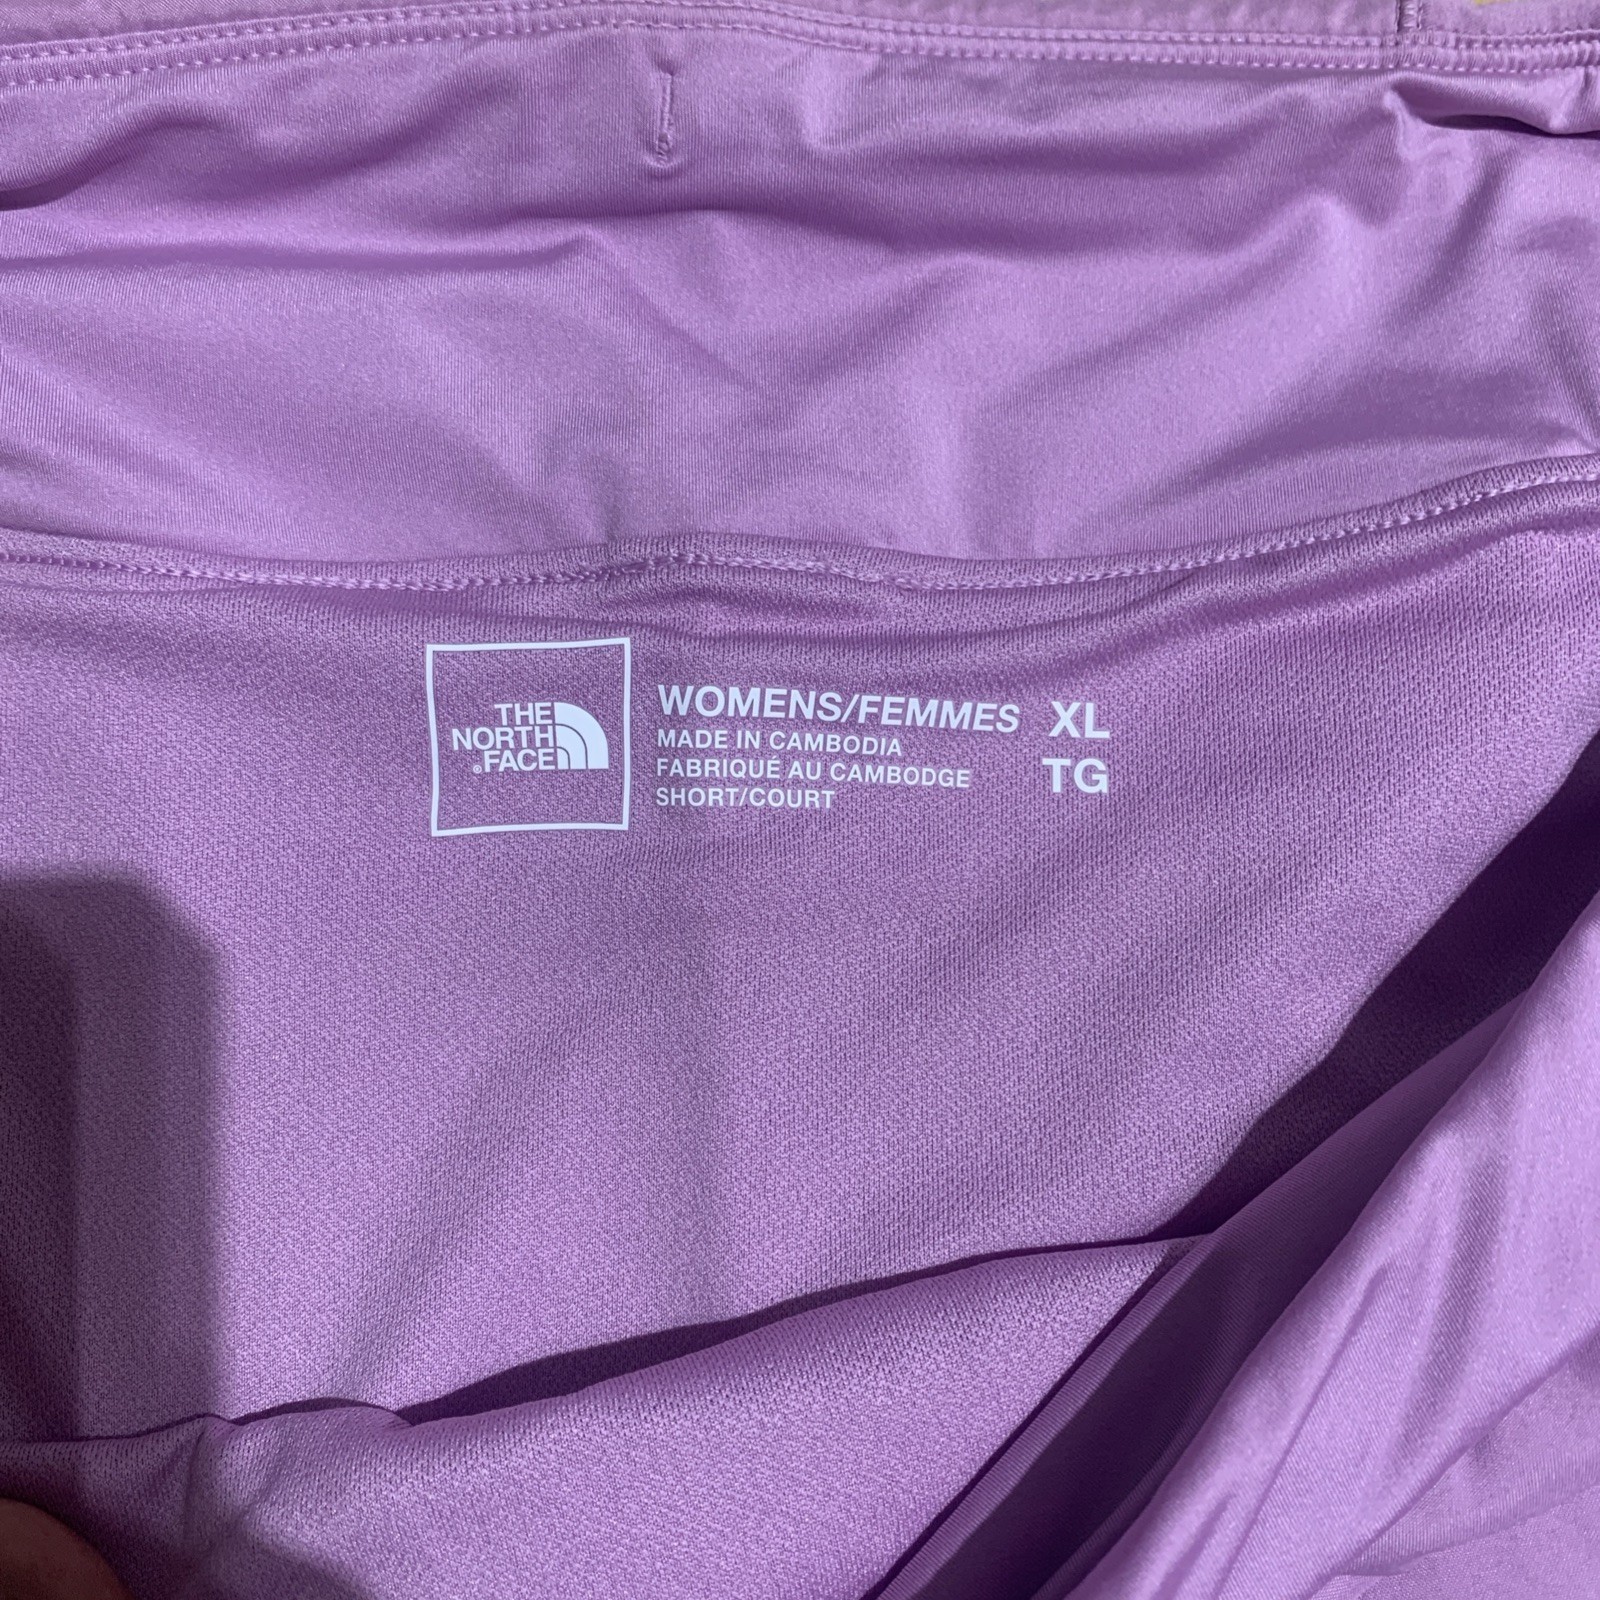 THE
NORTH
FACE
WOMENS/FEMMES XL
MADE IN CAMBODIA
FABRIQUÉ AU CAMBODGE TG
SHORT/COURT